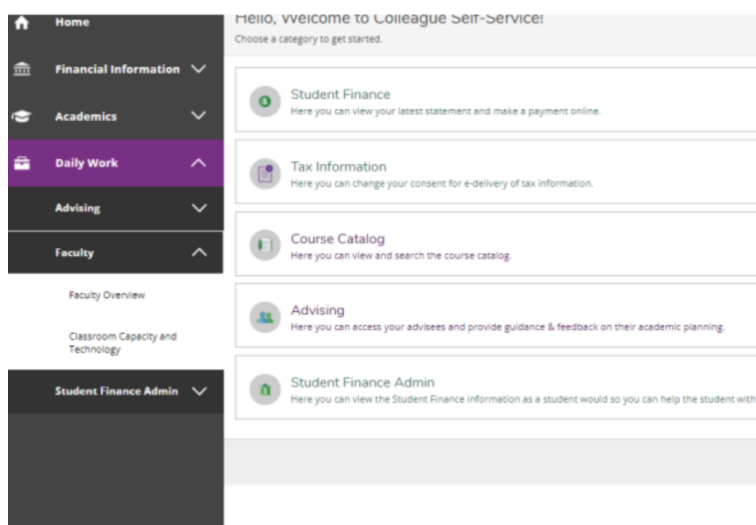 Home
Financial Information
Academics
Daily Work
Advising
Faculty
Faculty Overview
Classroom Capacity and
Technology
Student Finance Admin
Hello, Welcome to Colleague Self-Service!
Choose a category to get started.
Student Finance
Here you can view your latest statement and make a payment online.
Tax Information
Here you can change your consent for e-delivery of tax information.
Course Catalog
Here you can view and search the course catalog.
Advising
Here you can access your advisees and provide guidance & feedback on their academic planning.
Student Finance Admin
Here you can view the Student Finance information as a student would so you can help the student with